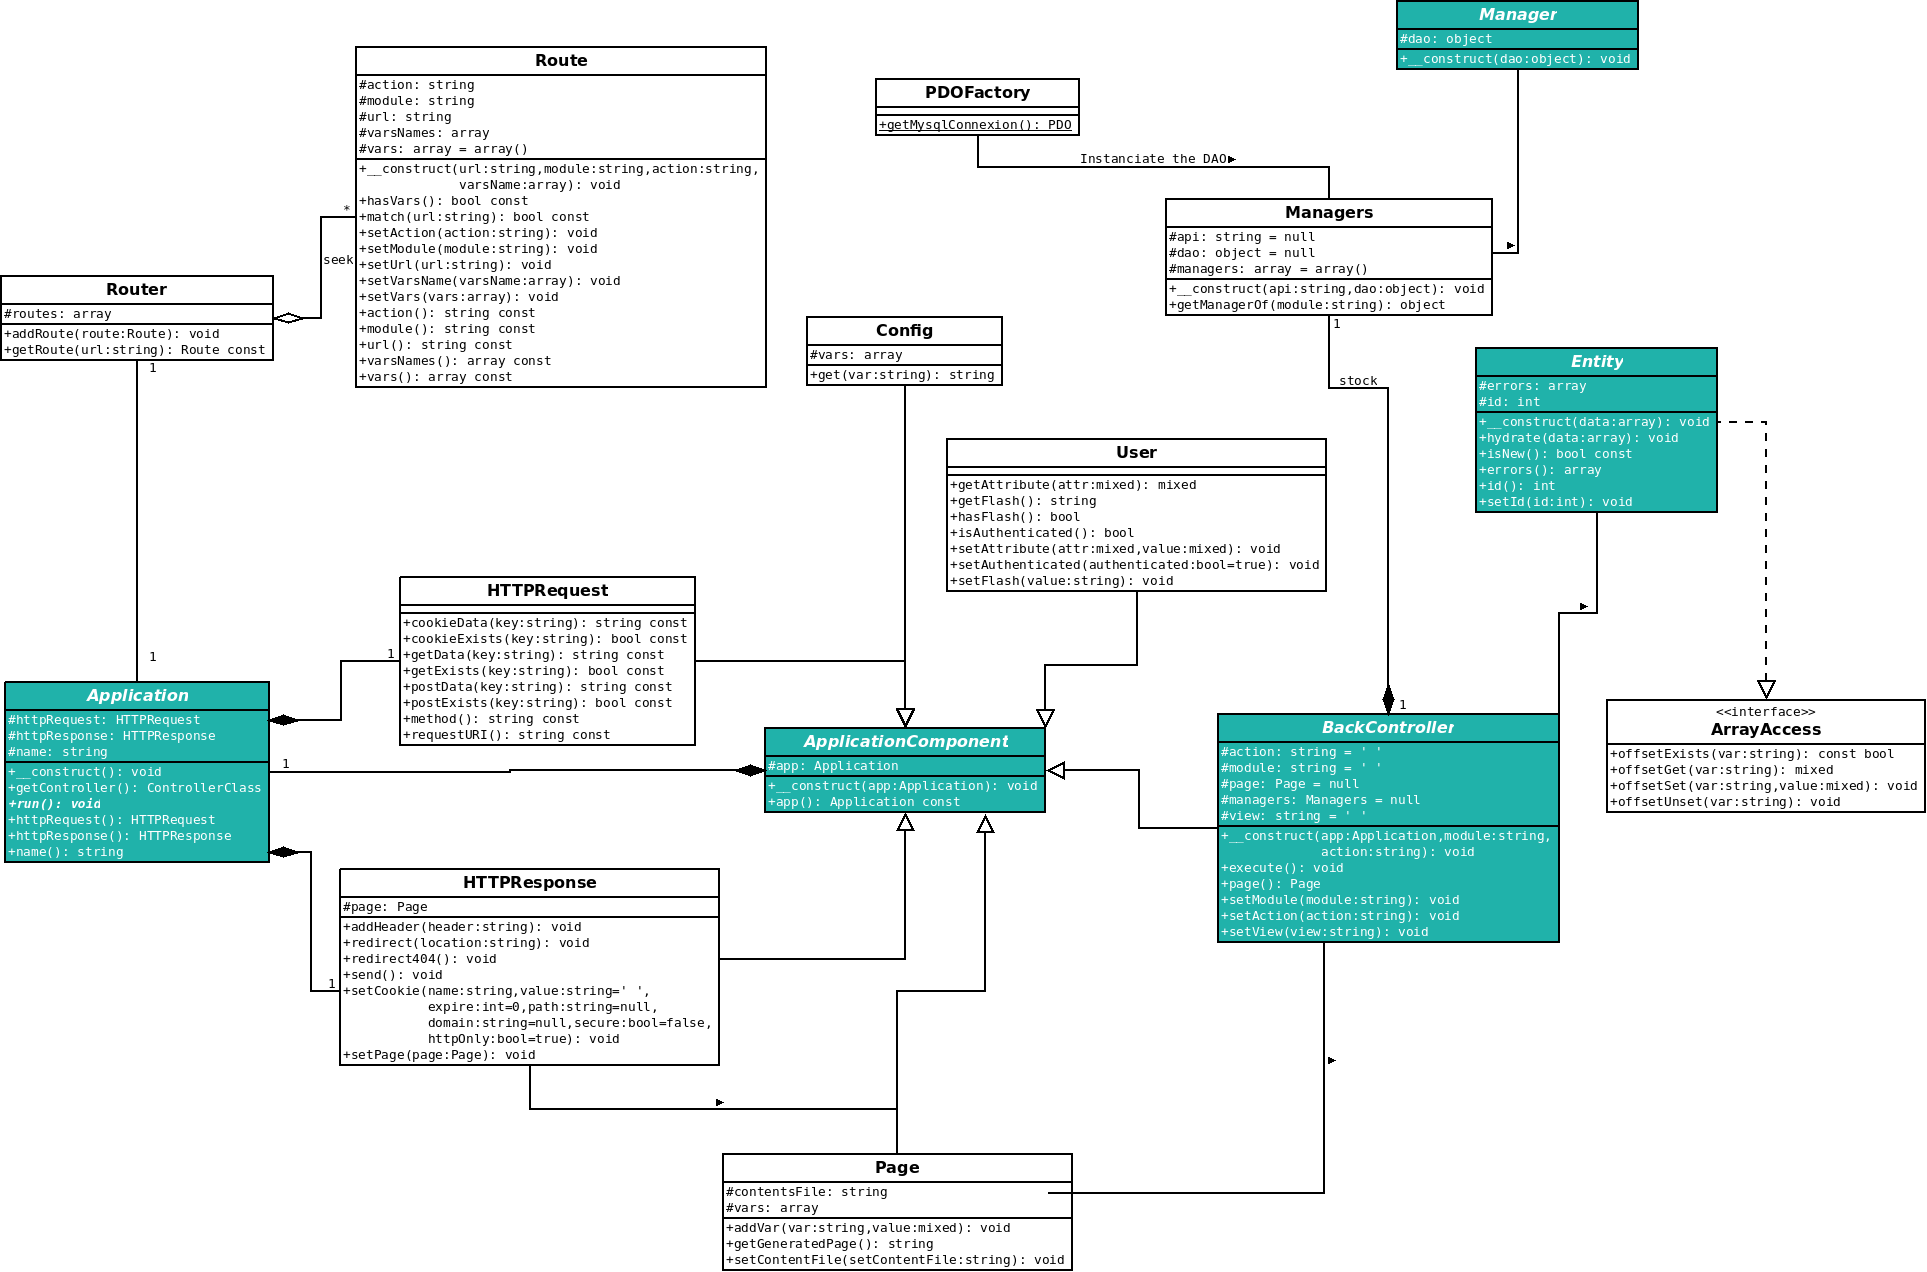 Manager
#dao: object
+__construct(dao:object): void
Route
#action: string
#module: string
#url: string
#varsNames: array
#vars: array = array()
+__construct(url:string,module:string,action:string,
varsName:array): void
+hasVars(): bool const
+match(url:string): bool const
+setAction(action:string): void
+setModule(module:string): void
+setUrl(url:string): void
+setVarsName(varsName:array): void
+setVars(vars:array): void
+action(): string const
+module(): string const
+url(): string const
+varsNames(): array const
+vars(): array const
PDOFactory
+getMysqlConnexion(): PDO
Instanciate the DAO
Managers
#api: string = null
#dao: object = null
#managers: array = array()
+__construct(api:string,dao:object): void
+getManagerOf(module:string): object
1
stock
*
seek
Router
#routes: array
+addRoute(route:Route): void
+getRoute(url:string): Route const
1
1
Config
#vars: array
+get(var:string): string
Entity
#errors: array
#id: int
+__construct(data:array): void
+hydrate(data:array): void
+isNew(): bool const
+errors(): array
+id(): int
+setId(id:int): void
User
+getAttribute(attr:mixed): mixed
+getFlash(): string
+hasFlash(): bool
+isAuthenticated(): bool
+setAttribute(attr:mixed,value:mixed): void
+setAuthenticated(authenticated:bool=true): void
+setFlash(value:string): void
HTTPRequest
+cookieData(key:string): string const
+cookieExists(key:string): bool const
+getData(key:string): string const
+getExists(key:string): bool const
+postData(key:string): string const
+postExists(key:string): bool const
+method(): string const
+requestURI(): string const
1
Application
#httpRequest: HTTPRequest
#httpResponse: HTTPResponse
#name: string
+__construct(): void
+getController(): ControllerClass
+run(): void
+httpRequest(): HTTPRequest
+httpResponse(): HTTPResponse
+name(): string
1
ApplicationComponent
#app: Application
+__construct(app:Application): void
+app(): Application const
1
BackController
#action: string = ' '
#module: string = ' '
#page: Page = null
#managers: Managers = null
#view: string = ' '
+__construct(app:Application,module:string,
action:string): void
+execute(): void
+page(): Page
+setModule(module:string): void
+setAction(action:string): void
+setView(view:string): void
<<interface>>
ArrayAccess
+offsetExists(var:string): const bool
+offsetGet(var:string): mixed
+offsetSet(var:string,value:mixed): void
+offsetUnset(var:string): void
HTTPResponse
#page: Page
+addHeader(header:string): void
+redirect(location:string): void
+redirect404(): void
+send(): void
+setCookie(name:string,value:string=' ',
expire:int=0,path:string=null,
domain:string=null,secure:bool=false,
httpOnly:bool=true): void
+setPage(page:Page): void
1
Page
#contentsFile: string
#vars: array
+addVar(var:string,value:mixed): void
+getGeneratedPage(): string
+setContentFile(setContentFile:string): void